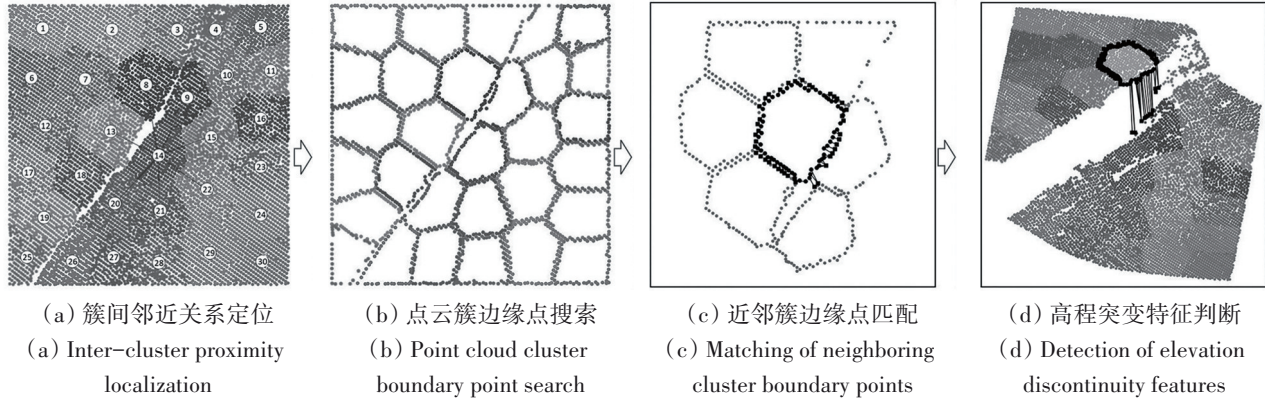 1
2
3
4
5
6
7
8
9
10
11
12
13
14
15
16
17
18
19
20
21
22
23
24
25
26
27
28
29
30
（a）簇间邻近关系定位
(a) Inter-cluster proximity
localization
（b）点云簇边缘点搜索
(b) Point cloud cluster
boundary point search
（c）近邻簇边缘点匹配
(c) Matching of neighboring
cluster boundary points
（d）高程突变特征判断
(d) Detection of elevation
discontinuity features